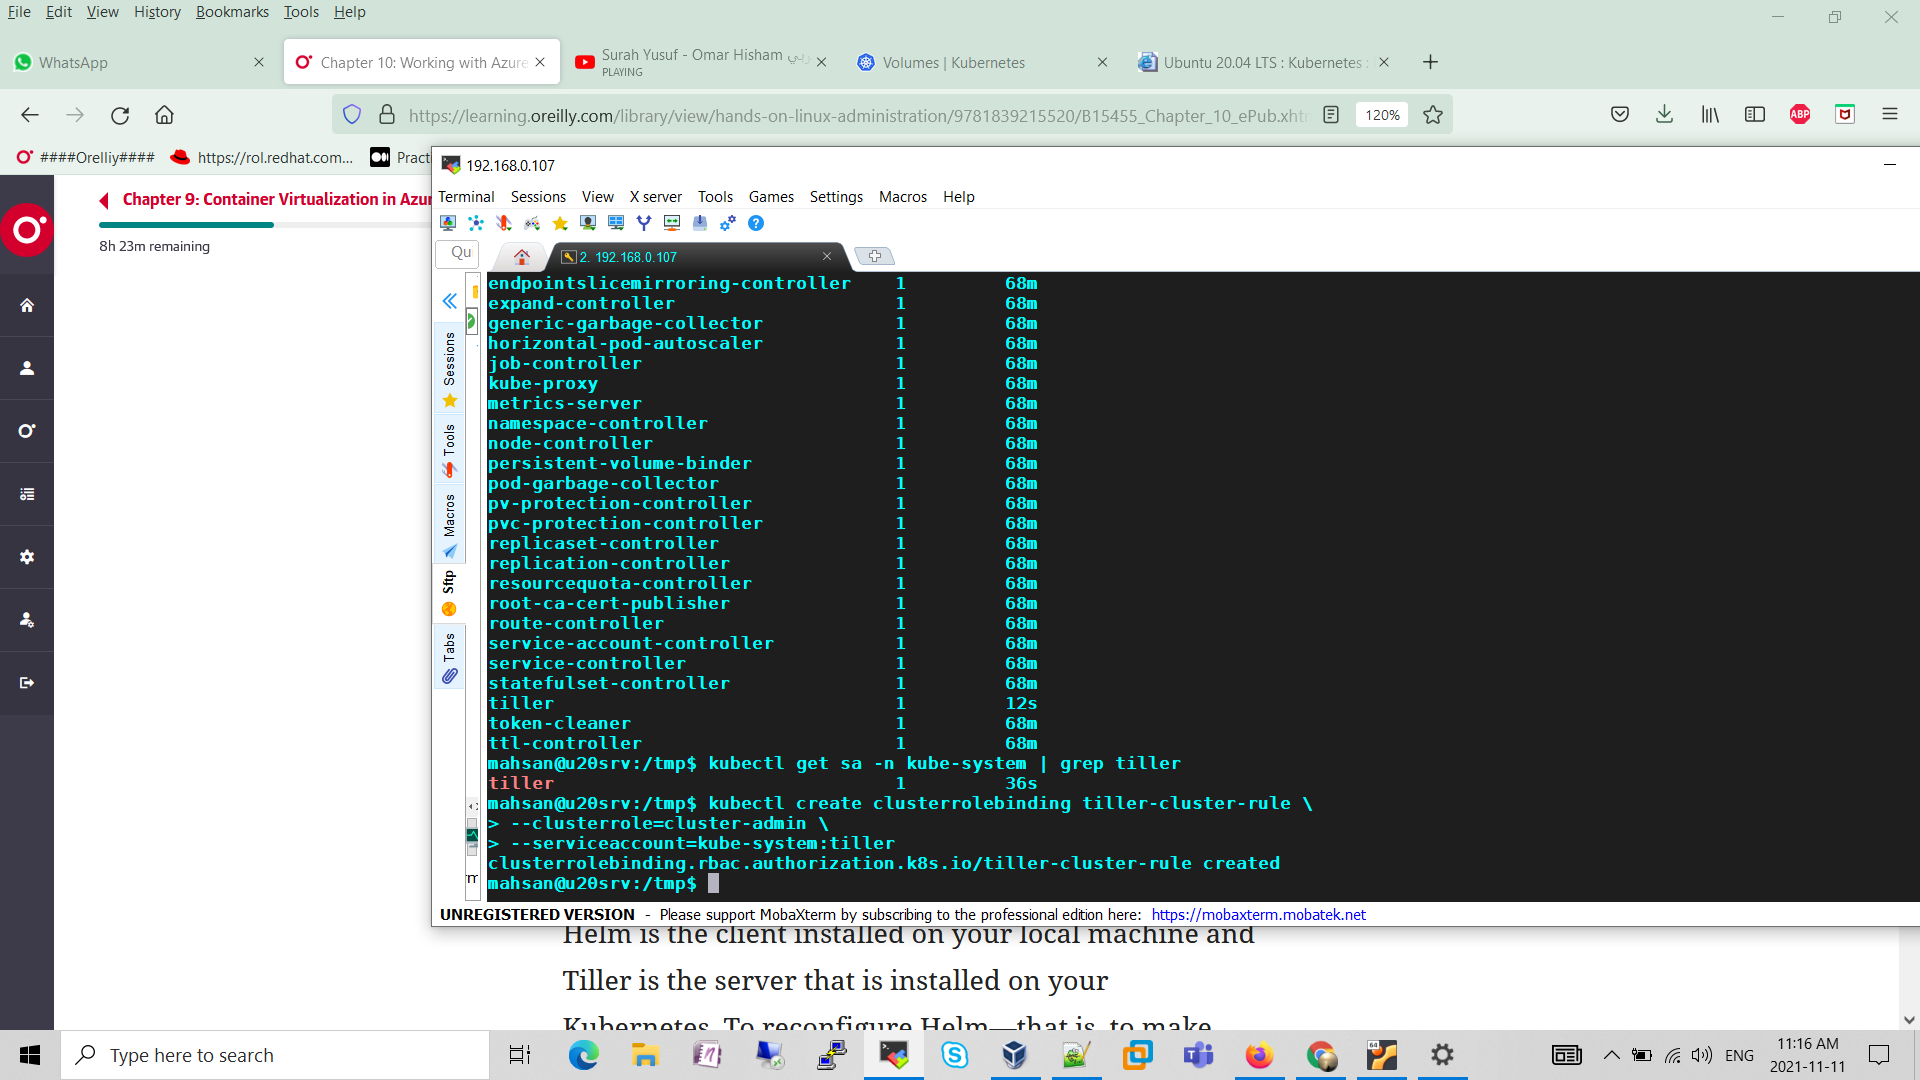 File Edit View History Bookmarks Tools Help
WhatsApp
Chapter 10: Working with Azure
Surah Yusuf - Omar Hisham
PLAYING
Volumes | Kubernetes
Ubuntu 20.04 LTS : Kubernetes :
https://learning.oreilly.com/library/view/hands-on-linux-administration/9781839215520/B15455_Chapter_10_ePub.xhtm
120%
ABP
####Orelliy####
https://rol.redhat.com...
Pract
Chapter 9: Container Virtualization in Azur
8h 23m remaining
192.168.0.107
Terminal Sessions View X server Tools Games Settings Macros Help
Qui
2. 192.168.0.107
Sessions
Tools
Macros
Sftp
Tabs
endpointslicemirroring-controller 1 68m
expand-controller 1 68m
generic-garbage-collector 1 68m
horizontal-pod-autoscaler 1 68m
job-controller 1 68m
kube-proxy 1 68m
metrics-server 1 68m
namespace-controller 1 68m
node-controller 1 68m
persistent-volume-binder 1 68m
pod-garbage-collector 1 68m
pv-protection-controller 1 68m
pvc-protection-controller 1 68m
replicaset-controller 1 68m
replication-controller 1 68m
resourcequota-controller 1 68m
root-ca-cert-publisher 1 68m
route-controller 1 68m
service-account-controller 1 68m
service-controller 1 68m
statefulset-controller 1 68m
tiller 1 12s
token-cleaner 1 68m
ttl-controller 1 68m
mahsan@u20srv:/tmp$ kubectl get sa -n kube-system | grep tiller
tiller 1 36s
mahsan@u20srv:/tmp$ kubectl create clusterrolebinding tiller-cluster-rule \
> --clusterrole=cluster-admin \
> --serviceaccount=kube-system:tiller
clusterrolebinding.rbac.authorization.k8s.io/tiller-cluster-rule created
mahsan@u20srv:/tmp$
UNREGISTERED VERSION - Please support MobaXterm by subscribing to the professional edition here: https://mobaxterm.mobatek.net
Helm is the client installed on your local machine and
Tiller is the server that is installed on your
Kubernetes. To reconfigure Helm—that is, to make
Type here to search
ENG
11:16 AM
2021-11-11